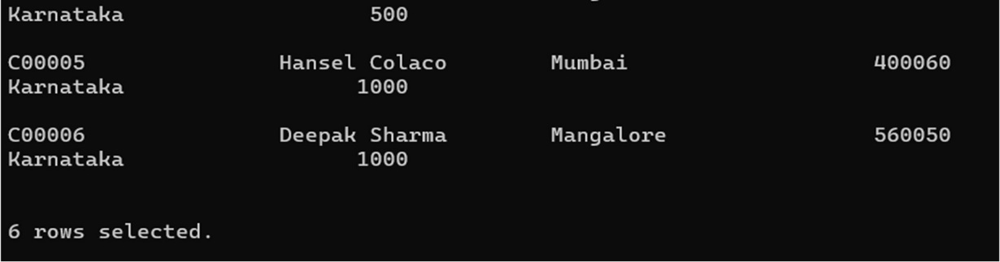 Karnataka 500
C00005 Hansel Colaco Mumbai 400060
Karnataka 1000
C00006 Deepak Sharma Mangalore 560050
Karnataka 1000
6 rows selected.